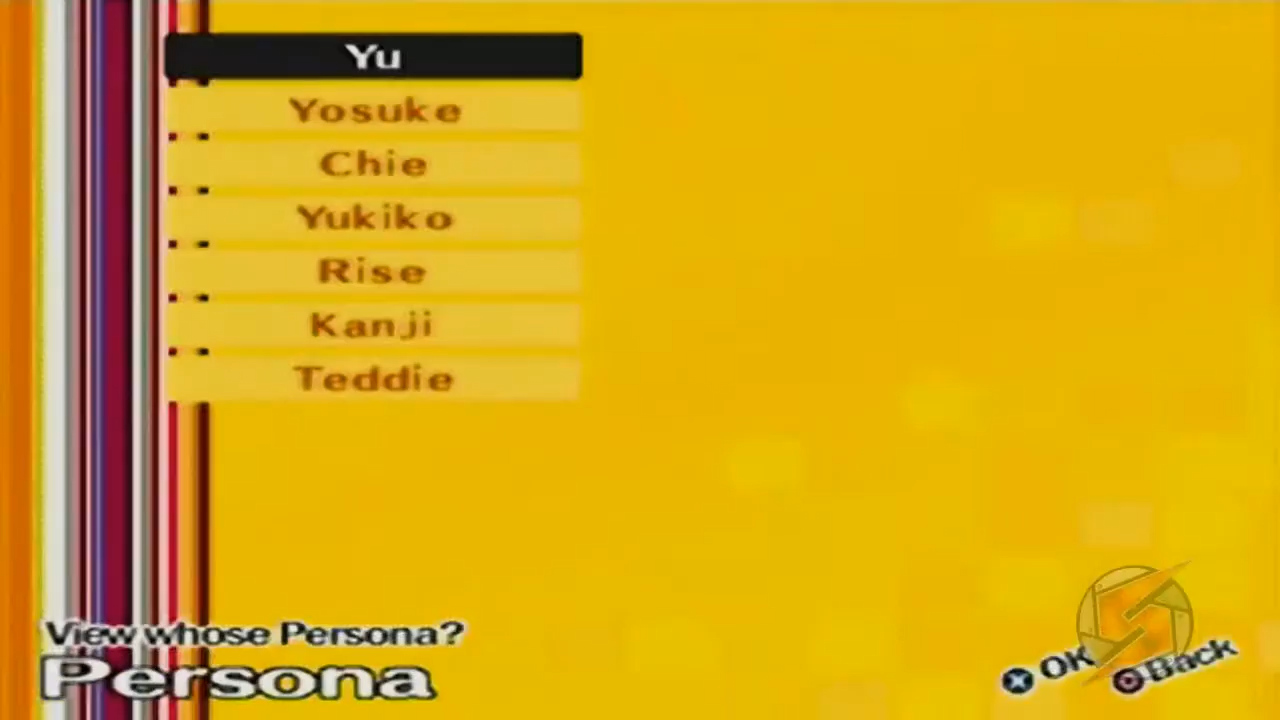 Yu
Yosuke
Chie
Yukiko
Rise
Kanji
Teddie
View whose Persona?
Persona
OK
Back